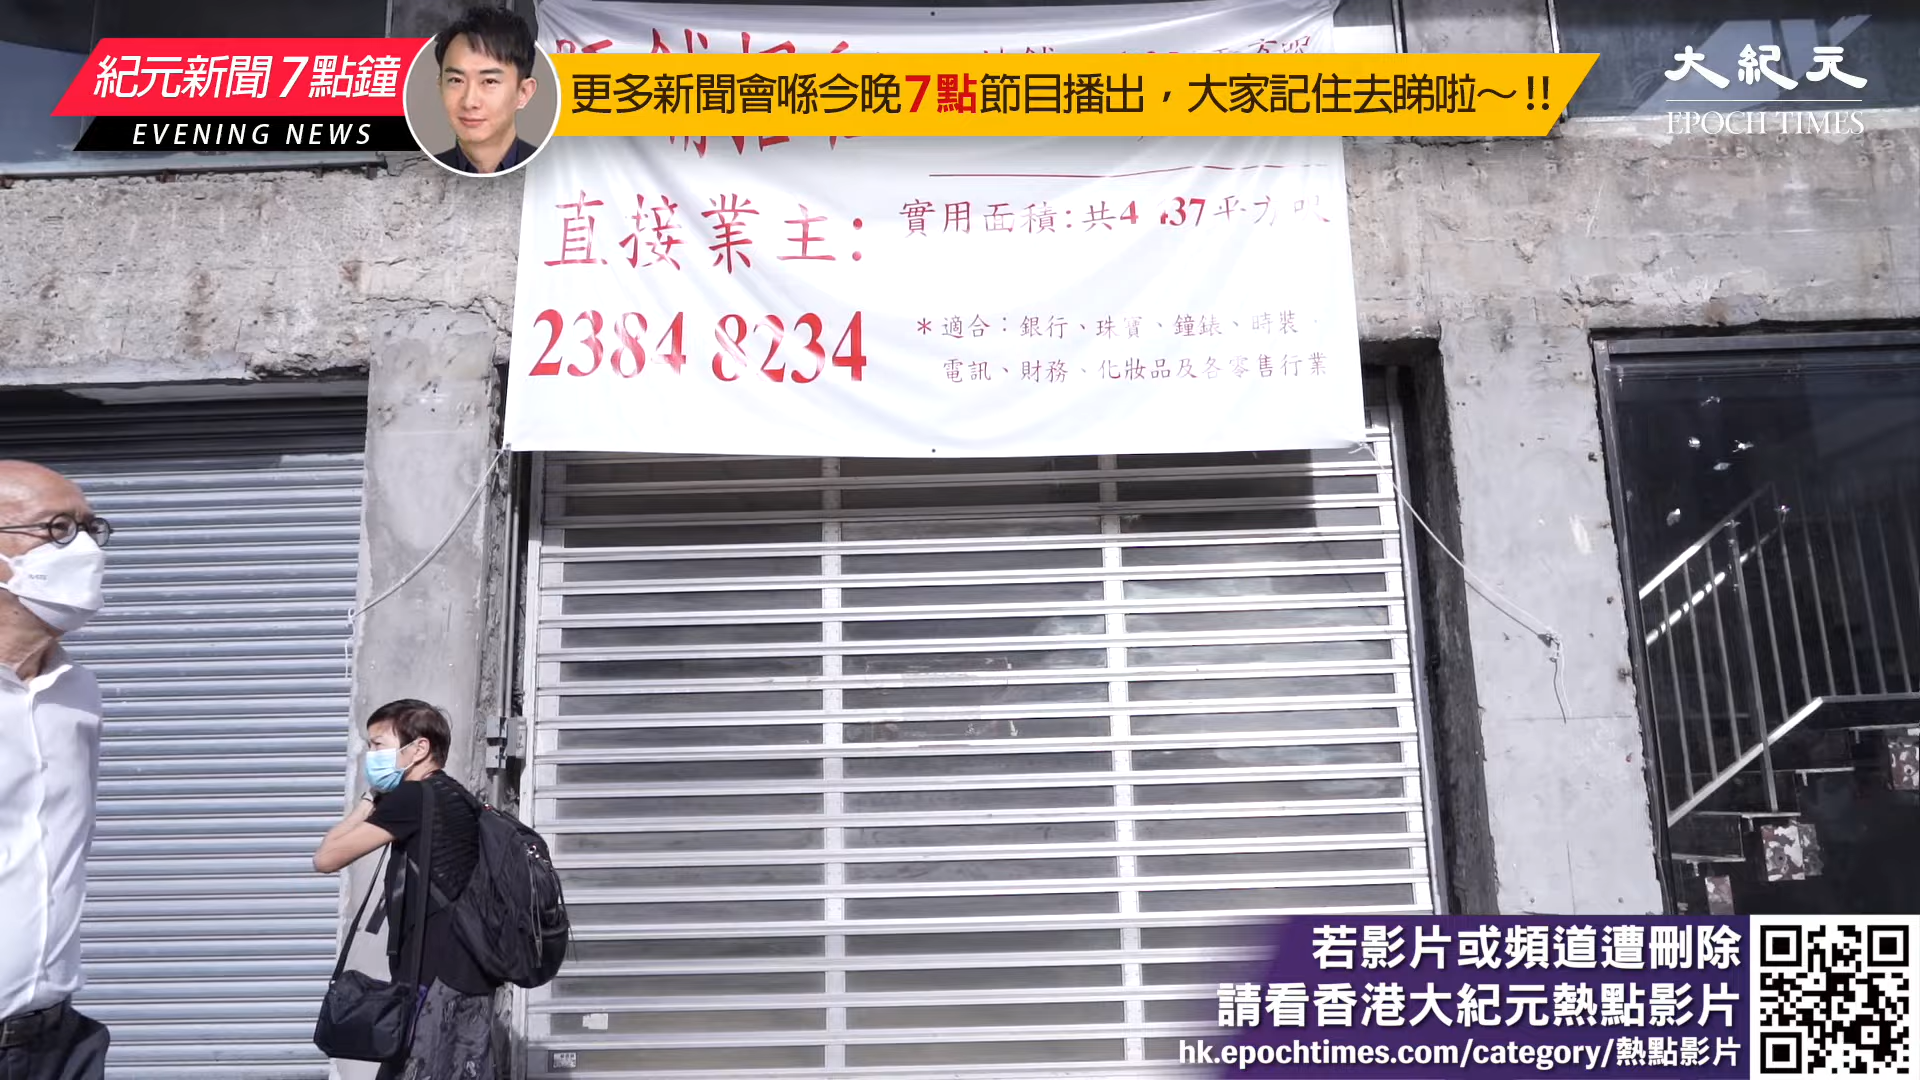 紀元新聞7點鐘
EVENING NEWS
更多新聞會喺今晚7點節目播出，大家記住去睇啦～!!
大紀元
EPOCH TIMES
直接業主:
2384 8234
實用面積:共4 37平方呎
*適合：銀行、珠寶、鐘錶、時裝、
電訊、財務、化妝品及各零售行業
若影片或頻道遭刪除
請看香港大紀元熱點影片
hk.epochtimes.com/category/熱點影片